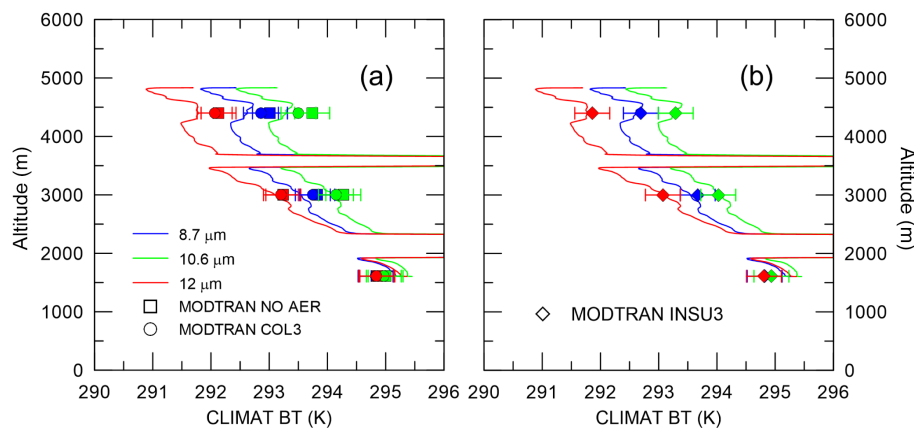 6000
5000
4000
3000
2000
1000
0
Altitude (m)
(a)
8.7 μm
10.6 μm
12 μm
MODTRAN NO AER
MODTRAN COL3
290 291 292 293 294 295 296
CLIMAT BT (K)
(b)
MODTRAN INSU3
290 291 292 293 294 295 296
CLIMAT BT (K)
6000
5000
4000
3000
2000
1000
0
Altitude (m)